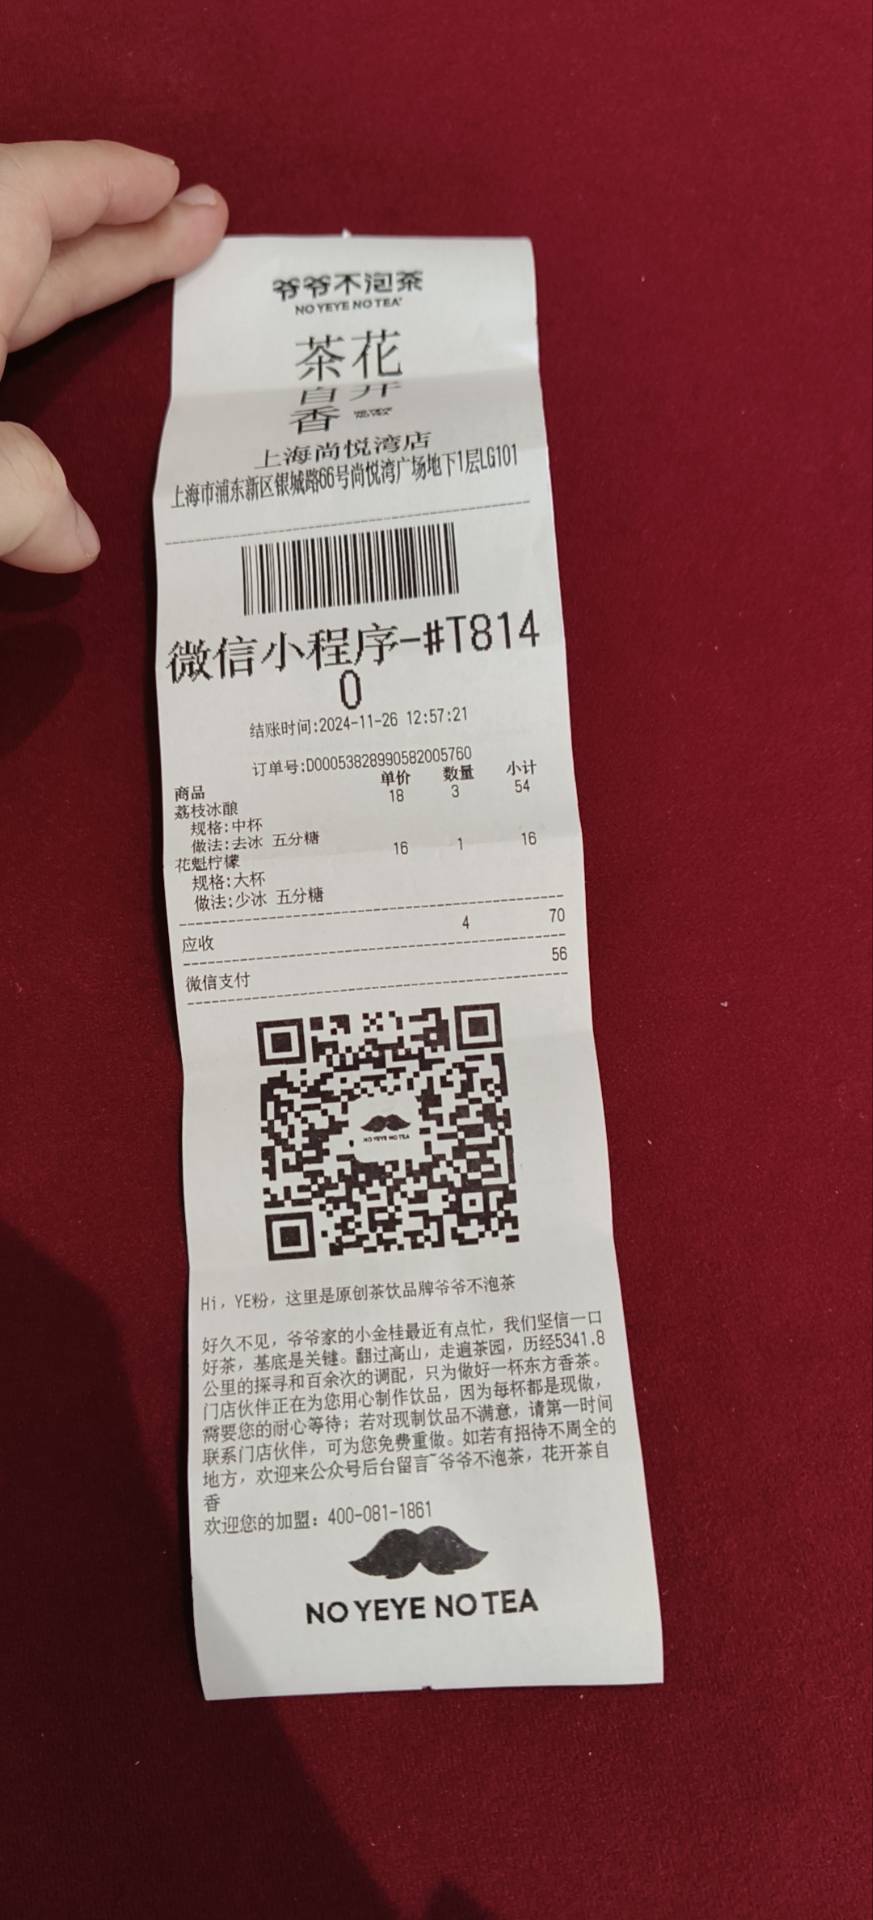 爷爷不泡茶
NO YEYE NO TEA
茶花
自开
香
上海尚悦湾店
上海市浦东新区银城路66号尚悦湾广场地下1层LG101
微信小程序-#T814
0
结账时间:2024-11-26 12:57:21
订单号:D00053828990582005760
商品 单价 数量 小计
荔枝冰酿 18 3 54
规格:中杯
做法:去冰 五分糖
花魁柠檬 16 1 16
规格:大杯
做法:少冰 五分糖
应收 4 70
微信支付 56
NO YEYE NO TEA
Hi, YE粉, 这里是原创茶饮品牌爷爷不泡茶
好久不见, 爷爷家的小金桂最近有点忙, 我们坚信一口
好茶, 基底是关键。翻过高山, 走遍茶园, 历经5341.8
公里的探寻和百余次的调配, 只为做好一杯东方香茶。
门店伙伴正在为您用心制作饮品, 因为每杯都是现做,
需要您的耐心等待; 若对现制饮品不满意, 请第一时间
联系门店伙伴, 可为您免费重做。如若有招待不周全的
地方, 欢迎来公众号后台留言~爷爷不泡茶, 花开茶自
香
欢迎您的加盟: 400-081-1861
NO YEYE NO TEA